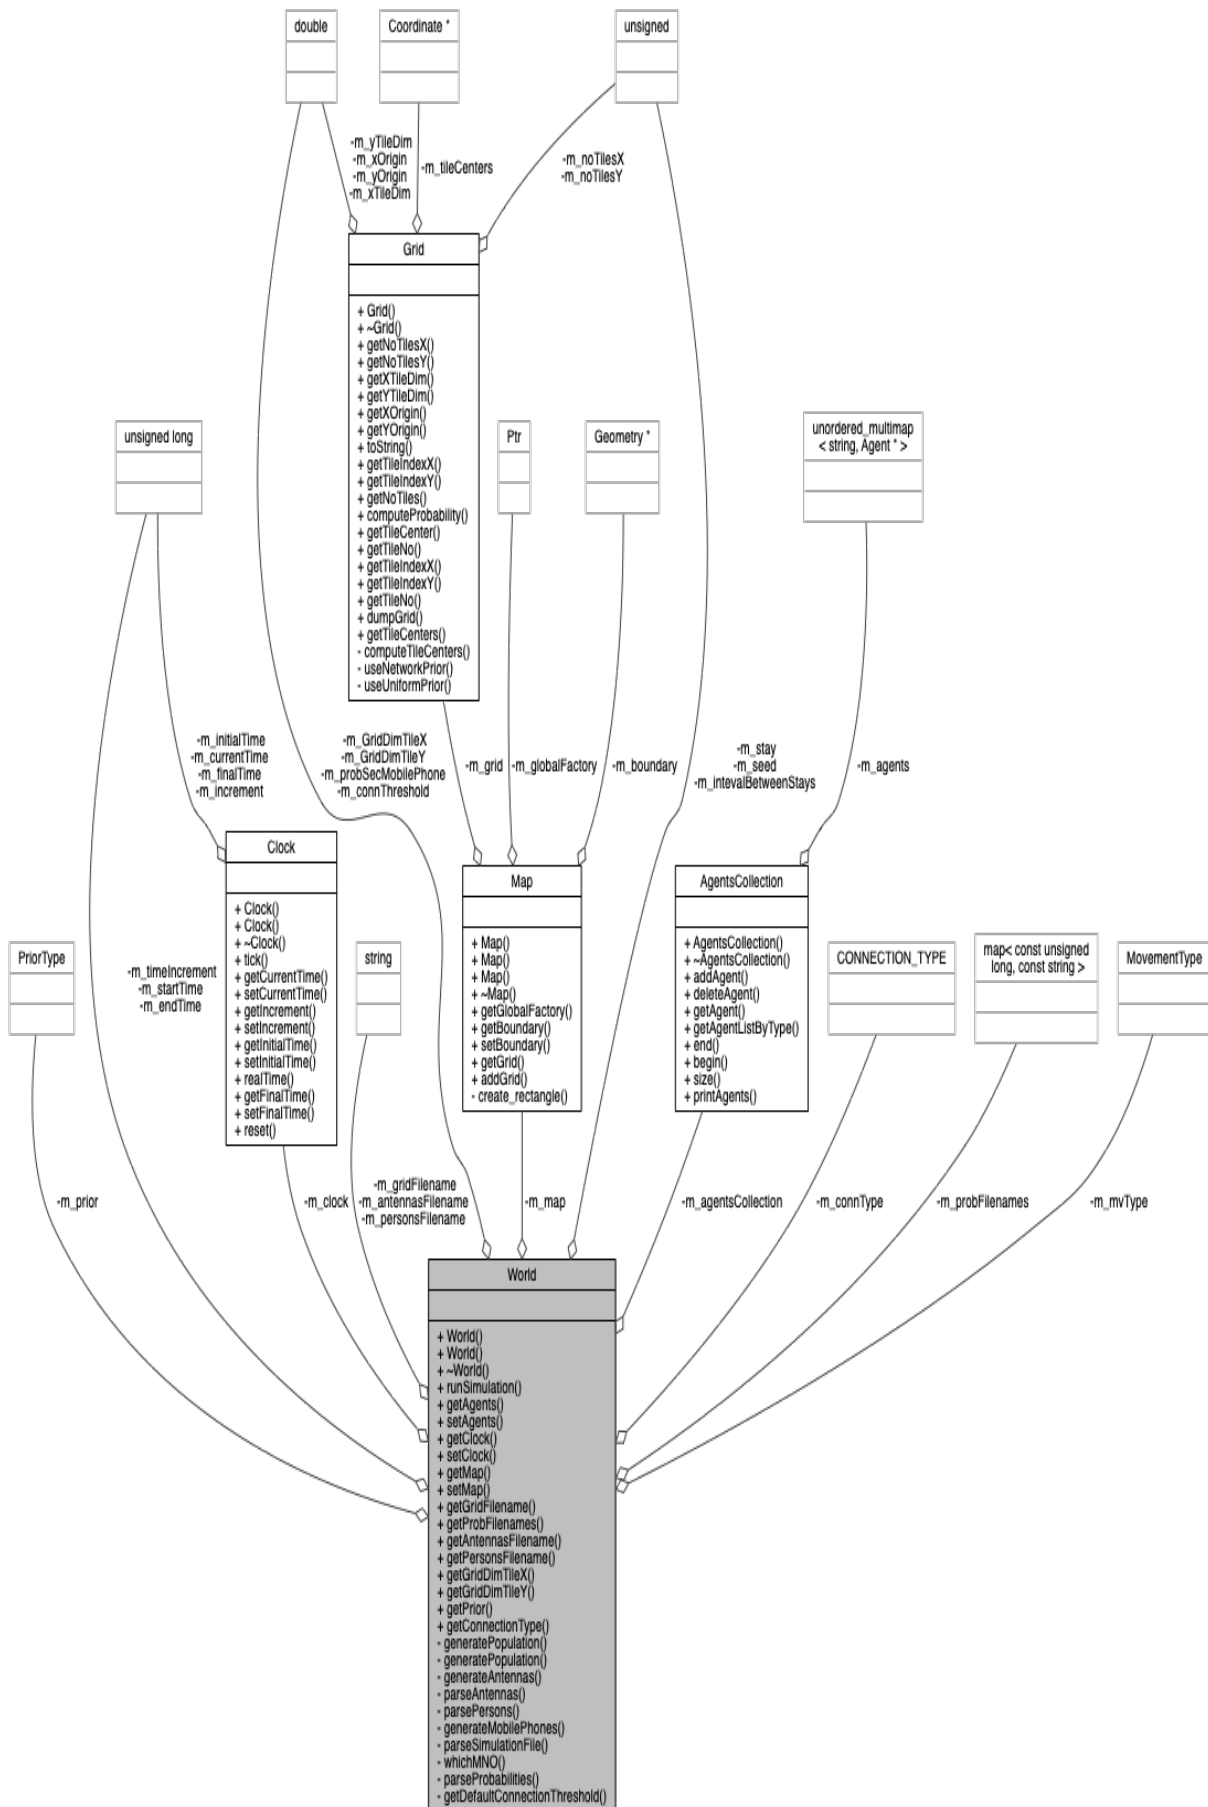 double
Coordinate *
unsigned
-m_yTileDim
-m_xOrigin
-m_yOrigin
-m_xTileDim
-m_tileCenters
-m_noTilesX
-m_noTilesY
Grid
+ Grid()
+ ~Grid()
+ getNoTilesX()
+ getNoTilesY()
+ getXTileDim()
+ getYTileDim()
+ getXOrigin()
+ getYOrigin()
+ toString()
+ getTileIndexX()
+ getTileIndexY()
+ getNoTiles()
+ computeProbability()
+ getTileCenter()
+ getTileNo()
+ getTileIndexX()
+ getTileIndexY()
+ getTileNo()
+ dumpGrid()
+ getTileCenters()
- computeTileCenters()
- useNetworkPrior()
- useUniformPrior()
unsigned long
Ptr
Geometry *
unordered_multimap
< string, Agent * >
-m_initialTime
-m_currentTime
-m_finalTime
-m_increment
-m_GridDimTileX
-m_GridDimTileY
-m_probSecMobilePhone
-m_connThreshold
-m_grid
-m_globalFactory
-m_boundary
-m_stay
-m_seed
-m_intevalBetweenStays
-m_agents
Clock
+ Clock()
+ Clock()
+ ~Clock()
+ tick()
+ getCurrentTime()
+ setCurrentTime()
+ getIncrement()
+ setIncrement()
+ getInitialTime()
+ setInitialTime()
+ realTime()
+ getFinalTime()
+ setFinalTime()
+ reset()
Map
+ Map()
+ Map()
+ Map()
+ ~Map()
+ getGlobalFactory()
+ getBoundary()
+ setBoundary()
+ getGrid()
+ addGrid()
- create_rectangle()
AgentsCollection
+ AgentsCollection()
+ ~AgentsCollection()
+ addAgent()
+ deleteAgent()
+ getAgent()
+ getAgentListByType()
+ end()
+ begin()
+ size()
+ printAgents()
PriorType
-m_timeIncrement
-m_startTime
-m_endTime
string
CONNECTION_TYPE
map< const unsigned
long, const string >
MovementType
-m_prior
-m_clock
-m_gridFilename
-m_antennasFilename
-m_personsFilename
-m_map
-m_agentsCollection
-m_connType
-m_probFilenames
-m_mvType
World
+ World()
+ World()
+ ~World()
+ runSimulation()
+ getAgents()
+ setAgents()
+ getClock()
+ setClock()
+ getMap()
+ setMap()
+ getGridFilename()
+ getProbFilenames()
+ getAntennasFilename()
+ getPersonsFilename()
+ getGridDimTileX()
+ getGridDimTileY()
+ getPrior()
+ getConnectionType()
- generatePopulation()
- generatePopulation()
- generateAntennas()
- parseAntennas()
- parsePersons()
- generateMobilePhones()
- parseSimulationFile()
- whichMNO()
- parseProbabilities()
- getDefaultConnectionThreshold()